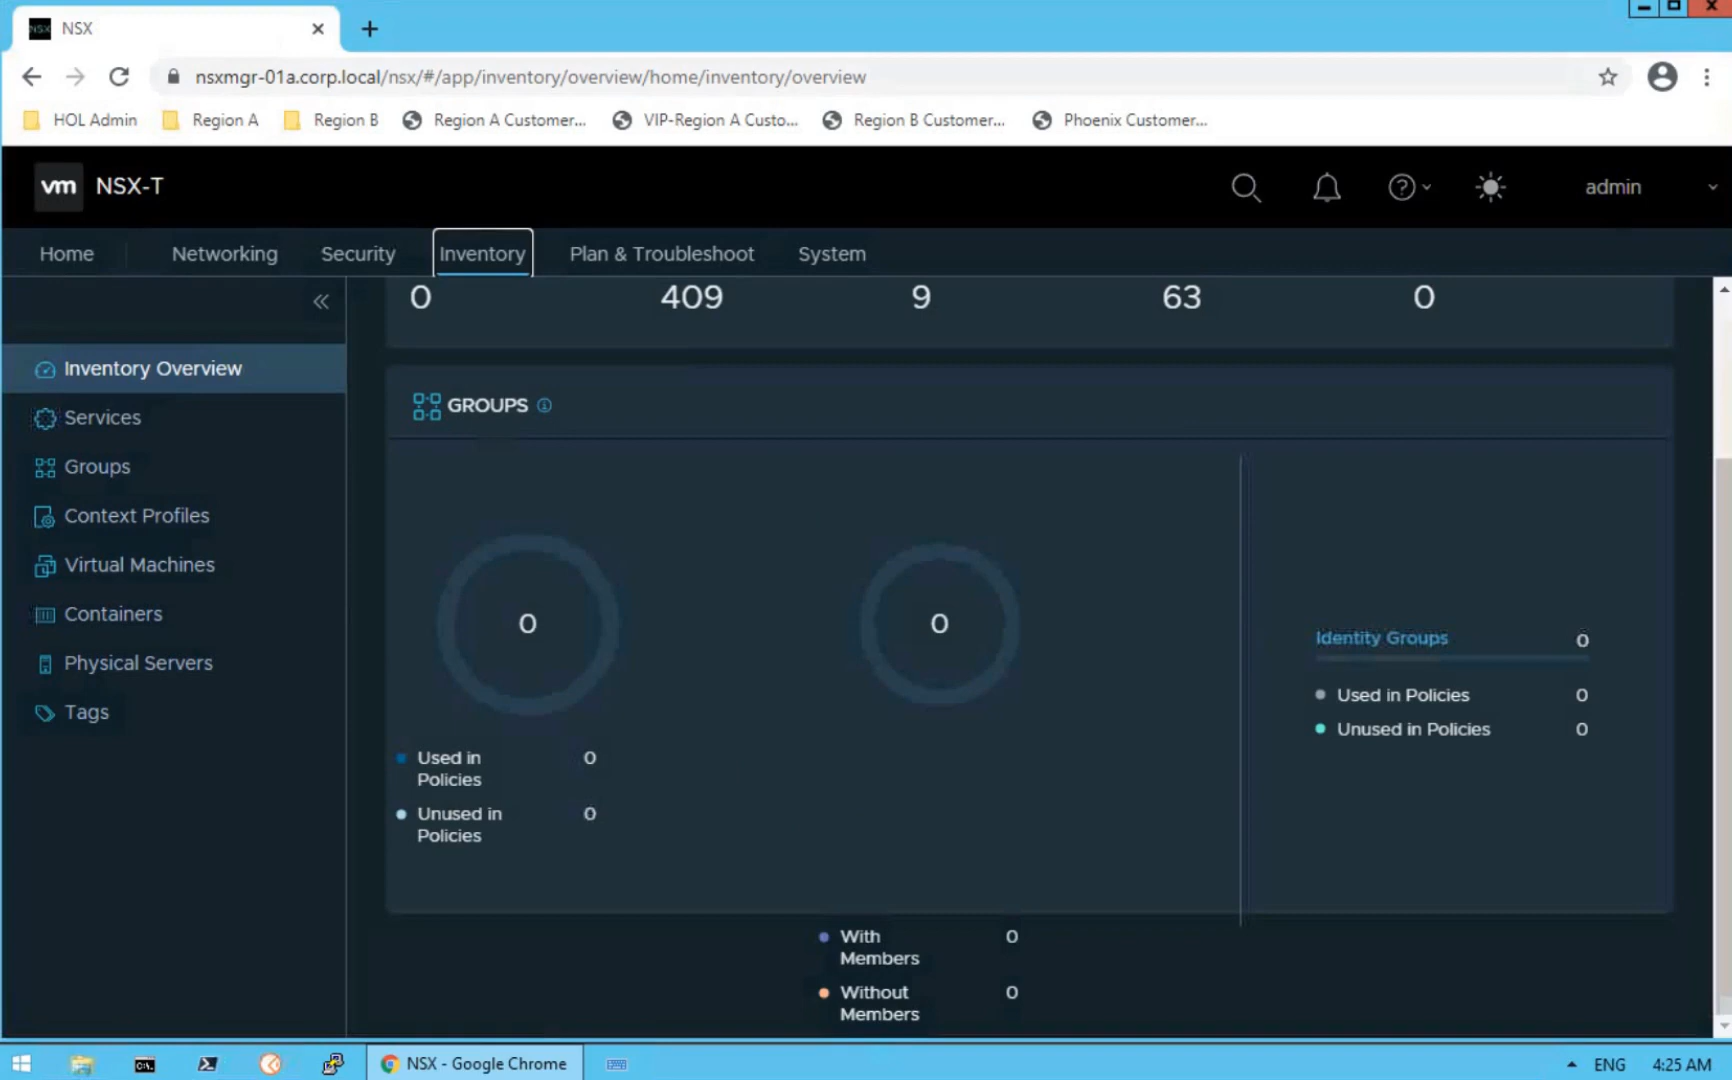 NSX
nsxmgr-01a.corp.local/nsx/#/app/inventory/overview/home/inventory/overview
HOL Admin Region A Region B Region A Customer... VIP-Region A Custo... Region B Customer... Phoenix Customer...
vm NSX-T admin
Home Networking Security Inventory Plan & Troubleshoot System
0 409 9 63 0
Inventory Overview
Services
Groups
Context Profiles
Virtual Machines
Containers
Physical Servers
Tags
GROUPS
0
Used in
Policies 0
Unused in
Policies 0
0
With
Members 0
Without
Members 0
Identity Groups 0
Used in Policies 0
Unused in Policies 0
NSX - Google Chrome ENG 4:25 AM